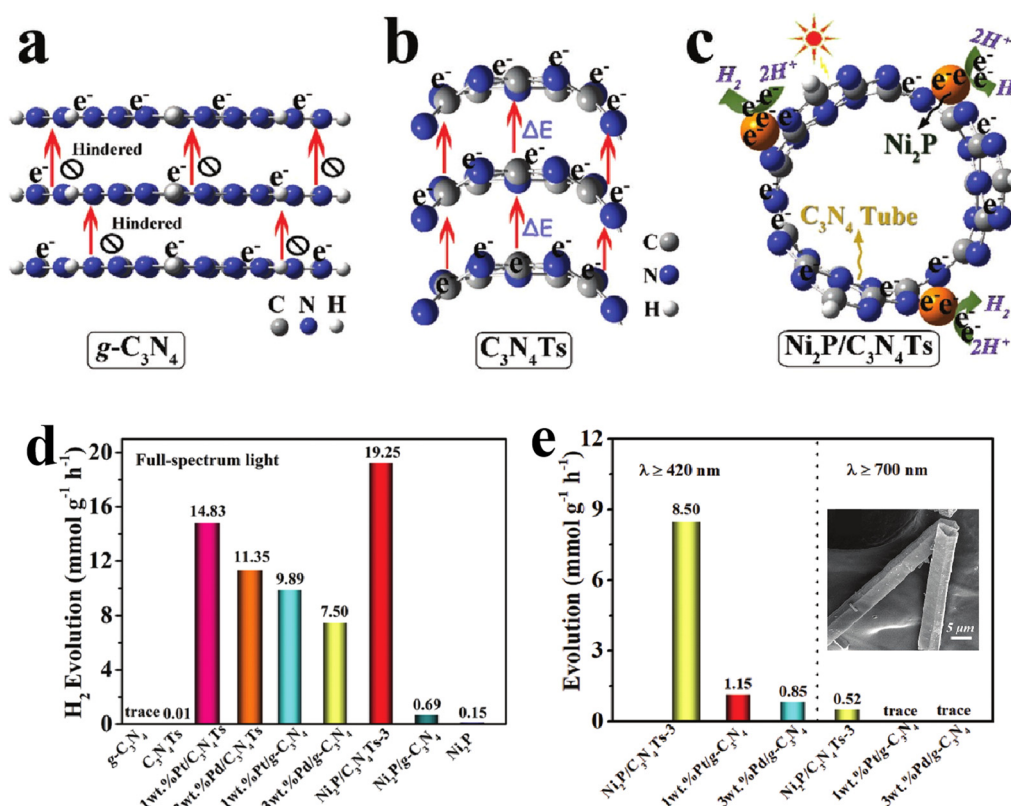 a
e⁻ e⁻ e⁻
Hindered
e⁻ e⁻ e⁻
Hindered
e⁻ e⁻ e⁻
C N H
g-C₃N₄
b
e⁻ e⁻ e⁻
e⁻ e⁻
ΔE
e⁻ e⁻ e⁻
e⁻ e⁻
ΔE
e⁻ e⁻ e⁻
e e e⁻
C
N
H
C₃N₄Ts
c
H₂ 2H⁺
2H⁺
H
Ni₂P
C₃N₄ Tube
H₂
2H⁺
Ni₂P/C₃N₄Ts
d
H₂ Evolution (mmol g⁻¹ h⁻¹)
20
16
12
8
4
0
Full-spectrum light
trace
0.01
14.83
11.35
9.89
7.50
19.25
0.69
0.15
g-C₃N₄
C₃N₄Ts
1wt.%Pt/C₃N₄Ts
3wt.%Pd/C₃N₄Ts
1wt.%Pt/g-C₃N₄
3wt.%Pd/g-C₃N₄
Ni₂P/C₃N₄Ts-3
Ni₂P/g-C₃N₄
Ni₂P
e
Evolution (mmol g⁻¹ h⁻¹)
12
9
6
3
0
λ ≥ 420 nm
λ ≥ 700 nm
8.50
1.15
0.85
0.52
trace
trace
5 μm
Ni₂P/C₃N₄Ts-3
1wt.%Pt/g-C₃N₄
3wt.%Pd/g-C₃N₄
Ni₂P/C₃N₄Ts-3
1wt.%Pt/g-C₃N₄
3wt.%Pd/g-C₃N₄